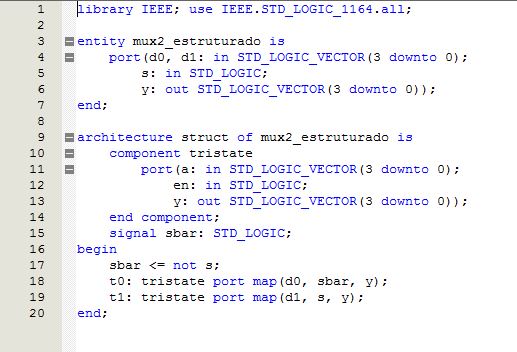 1 library IEEE; use IEEE.STD_LOGIC_1164.all;
2
3 entity mux2_estruturado is
4 port(d0, d1: in STD_LOGIC_VECTOR(3 downto 0);
5 s: in STD_LOGIC;
6 y: out STD_LOGIC_VECTOR(3 downto 0));
7 end;
8
9 architecture struct of mux2_estruturado is
10 component tristate
11 port(a: in STD_LOGIC_VECTOR(3 downto 0);
12 en: in STD_LOGIC;
13 y: out STD_LOGIC_VECTOR(3 downto 0));
14 end component;
15 signal sbar: STD_LOGIC;
16 begin
17 sbar <= not s;
18 t0: tristate port map(d0, sbar, y);
19 t1: tristate port map(d1, s, y);
20 end;